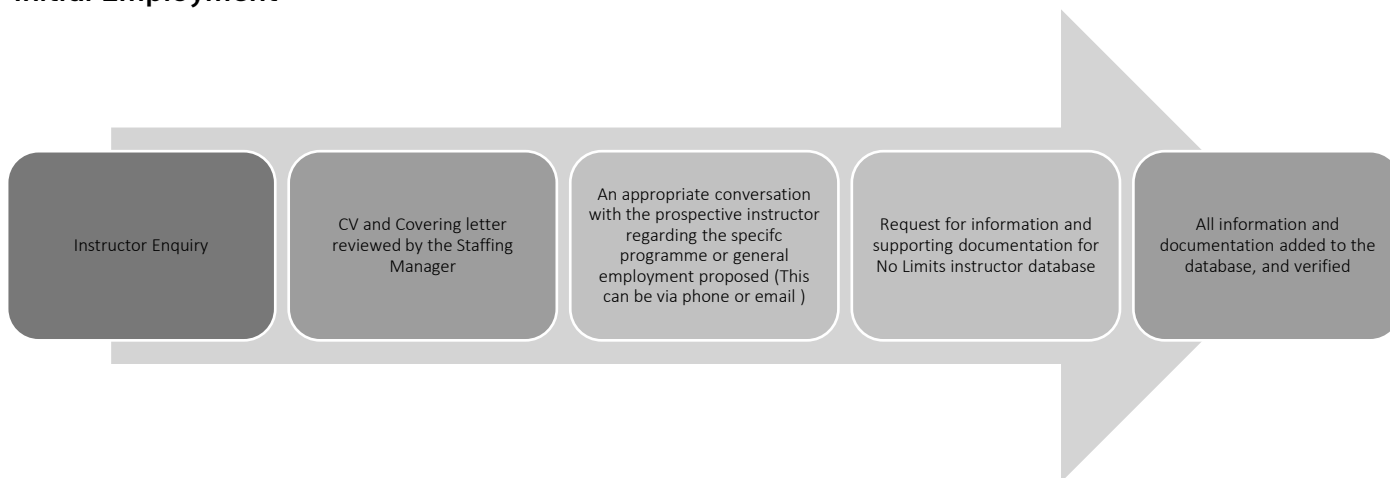 Initial Employment
Instructor Enquiry
CV and Covering letter
reviewed by the Staffing
Manager
An appropriate conversation
with the prospective instructor
regarding the specifc
programme or general
employment proposed (This
can be via phone or email )
Request for information and
supporting documentation for
No Limits instructor database
All information and
documentation added to the
database, and verified